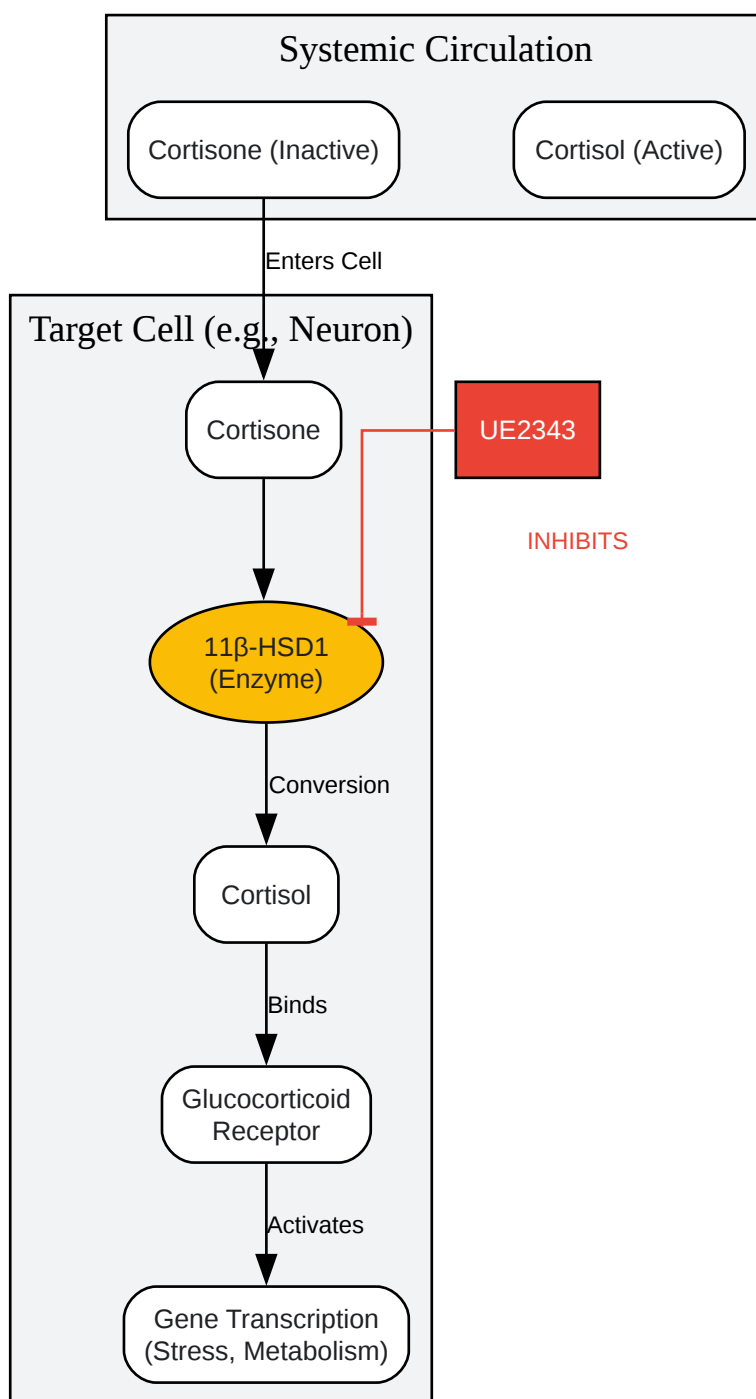 Systemic Circulation
Cortisone (Inactive)
Cortisol (Active)
Enters Cell
Target Cell (e.g., Neuron)
Cortisone
UE2343
INHIBITS
11β-HSD1
(Enzyme)
Conversion
Cortisol
Binds
Glucocorticoid
Receptor
Activates
Gene Transcription
(Stress, Metabolism)